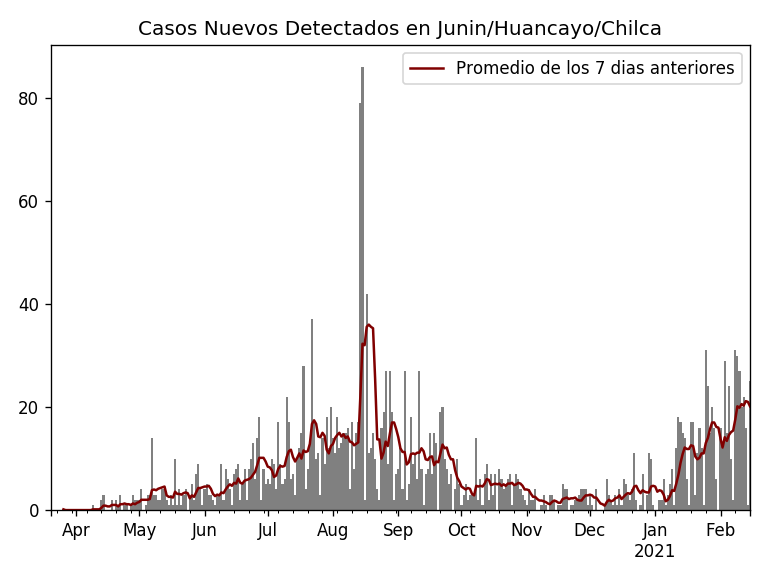 Casos Nuevos Detectados en Junin/Huancayo/Chilca
Promedio de los 7 dias anteriores
80
60
40
20
0
Apr May Jun Jul Aug Sep Oct Nov Dec Jan Feb
2021